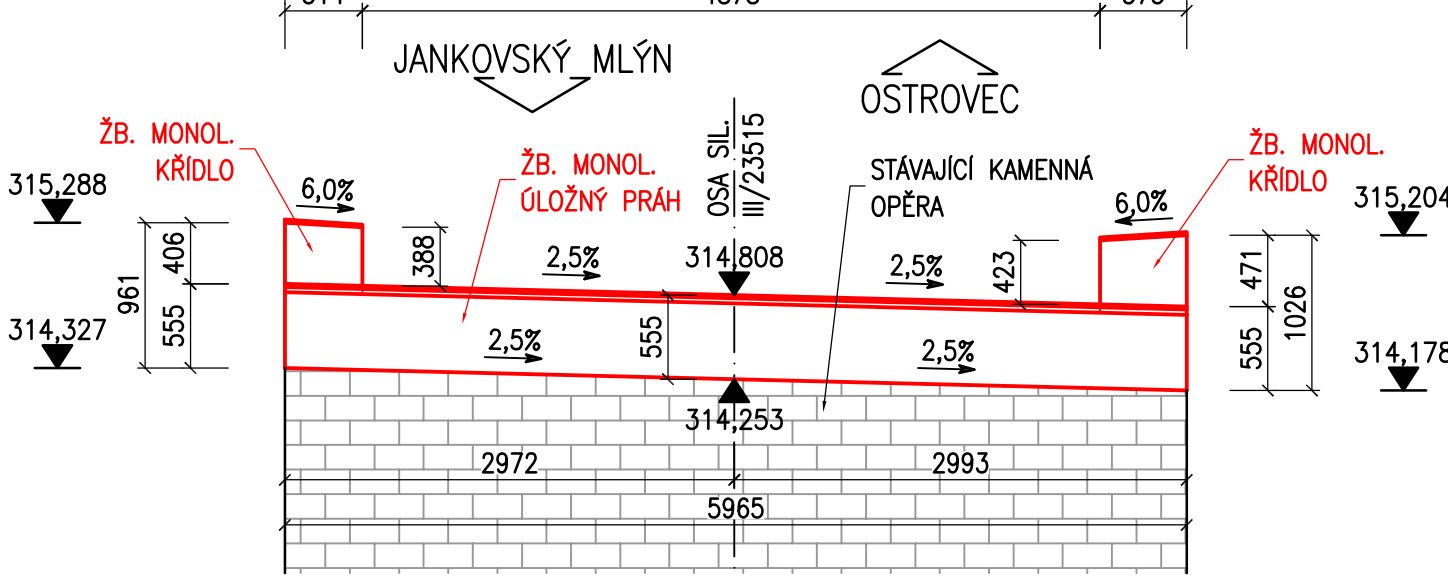 JANKOVSKÝ MLÝN
OSTROVEC
ŽB. MONOL.
KŘÍDLO
ŽB. MONOL.
ÚLOŽNÝ PRÁH
OSA SIL.
III/23515
STÁVAJÍCÍ KAMENNÁ
OPĚRA
ŽB. MONOL.
KŘÍDLO
315,288
6,0%
6,0%
315,204
406
961
555
388
2,5%
314,808
2,5%
423
471
1026
555
314,327
2,5%
555
2,5%
314,178
314,253
2972
2993
5965